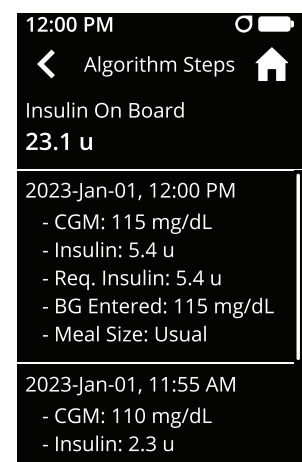 12:00 PM
Algorithm Steps
Insulin On Board
23.1 u
2023-Jan-01, 12:00 PM
- CGM: 115 mg/dL
- Insulin: 5.4 u
- Req. Insulin: 5.4 u
- BG Entered: 115 mg/dL
- Meal Size: Usual
2023-Jan-01, 11:55 AM
- CGM: 110 mg/dL
- Insulin: 2.3 u